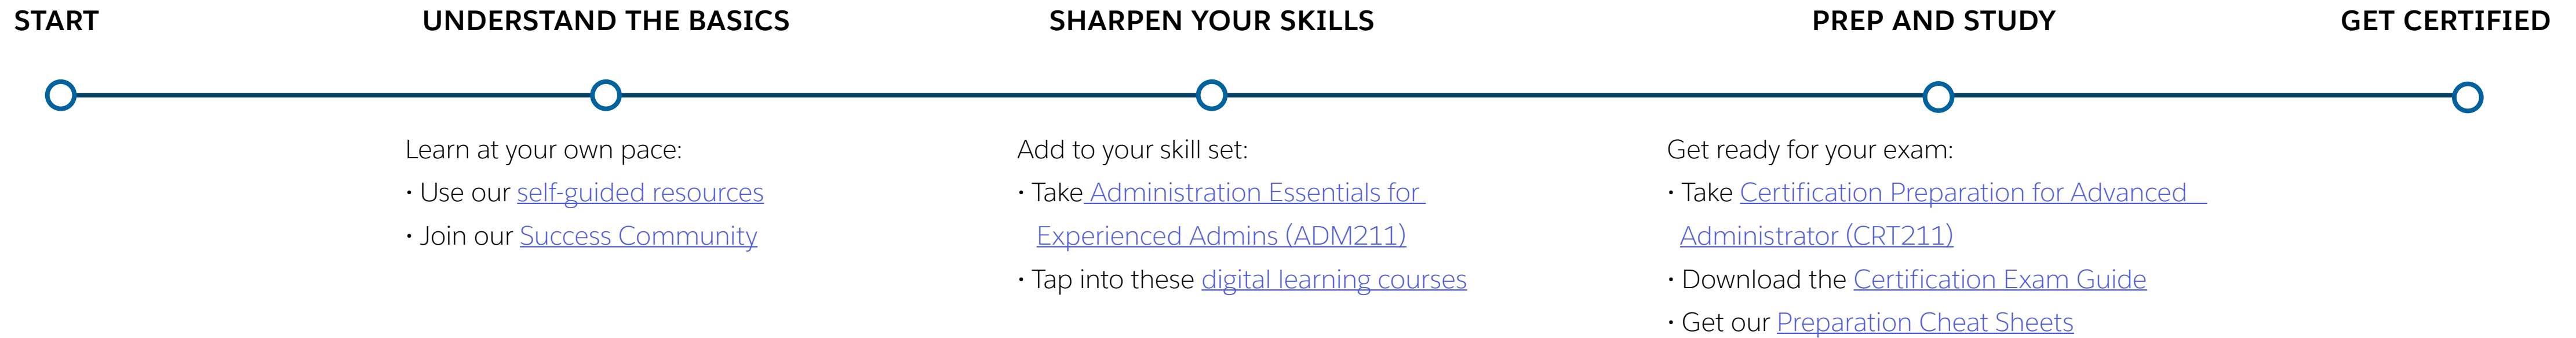 START
UNDERSTAND THE BASICS
SHARPEN YOUR SKILLS
PREP AND STUDY
GET CERTIFIED
Learn at your own pace:
· Use our self-guided resources
· Join our Success Community
Add to your skill set:
· Take Administration Essentials for
Experienced Admins (ADM211)
· Tap into these digital learning courses
Get ready for your exam:
· Take Certification Preparation for Advanced
Administrator (CRT211)
· Download the Certification Exam Guide
· Get our Preparation Cheat Sheets